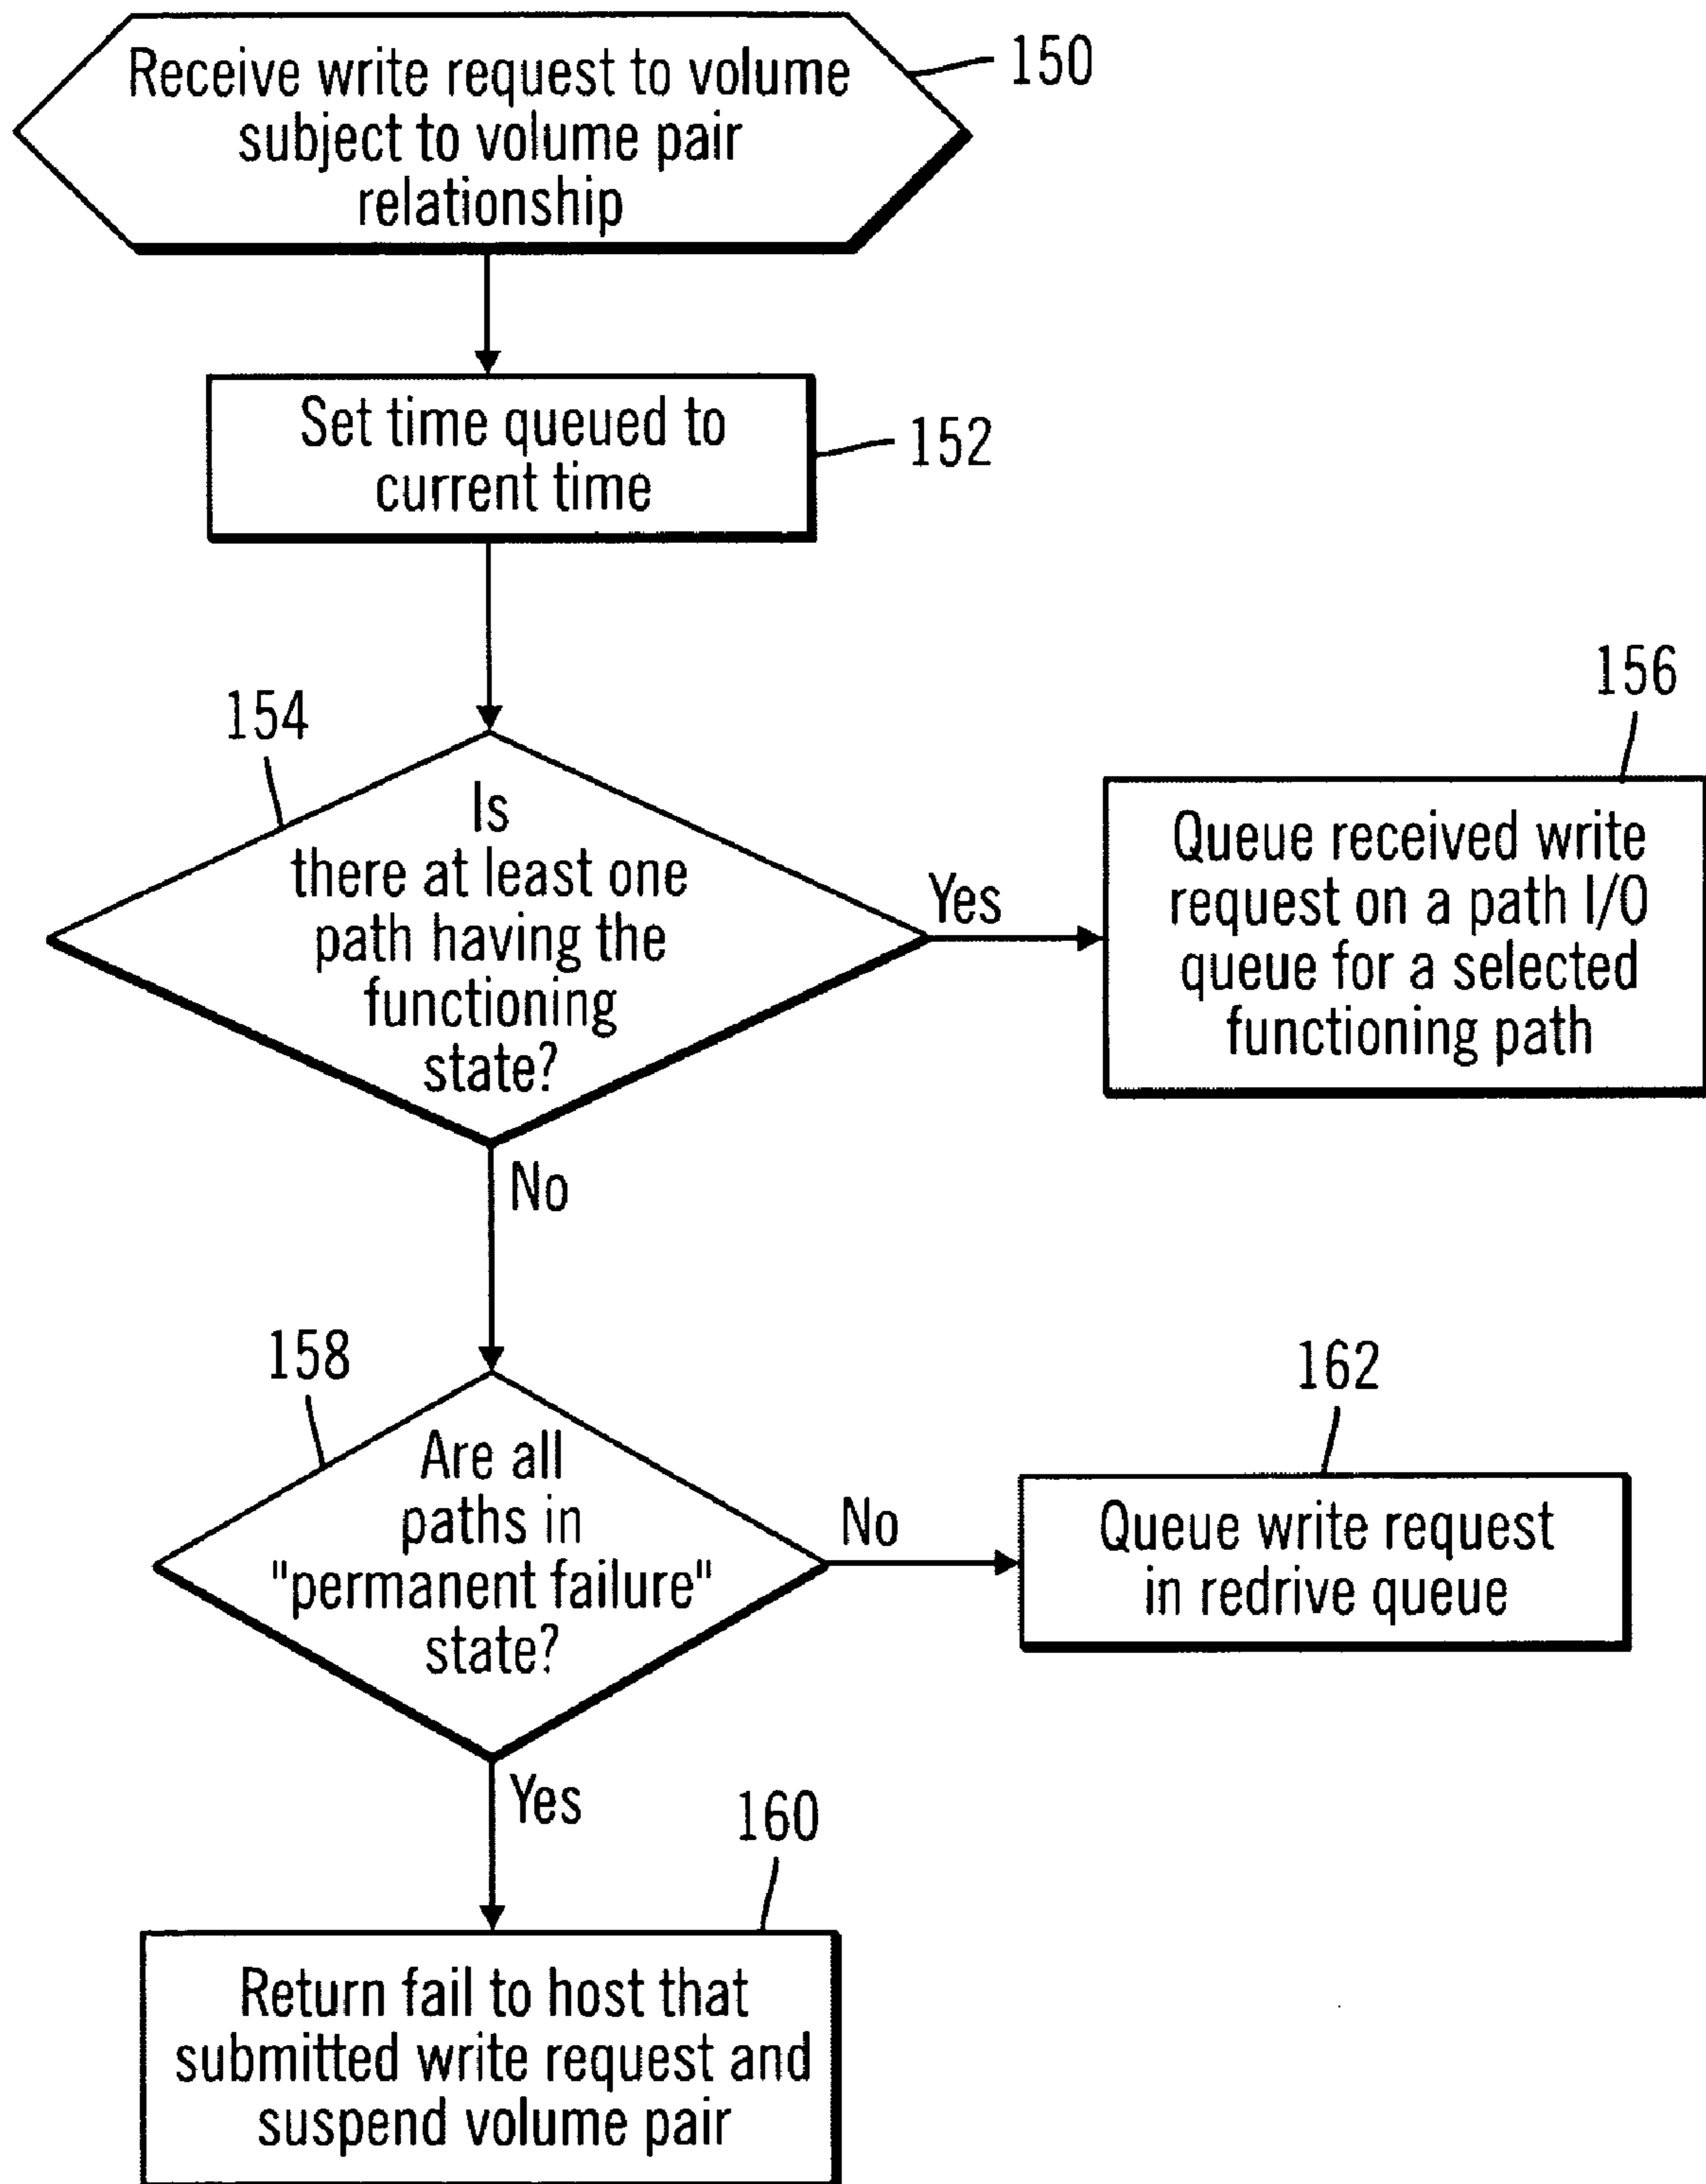 Receive write request to volume
subject to volume pair
relationship
150
Set time queued to
current time
152
154
Is
there at least one
path having the
functioning
state?
Yes
156
Queue received write
request on a path I/O
queue for a selected
functioning path
No
158
Are all
paths in
"permanent failure"
state?
No
162
Queue write request
in redrive queue
Yes
160
Return fail to host that
submitted write request and
suspend volume pair